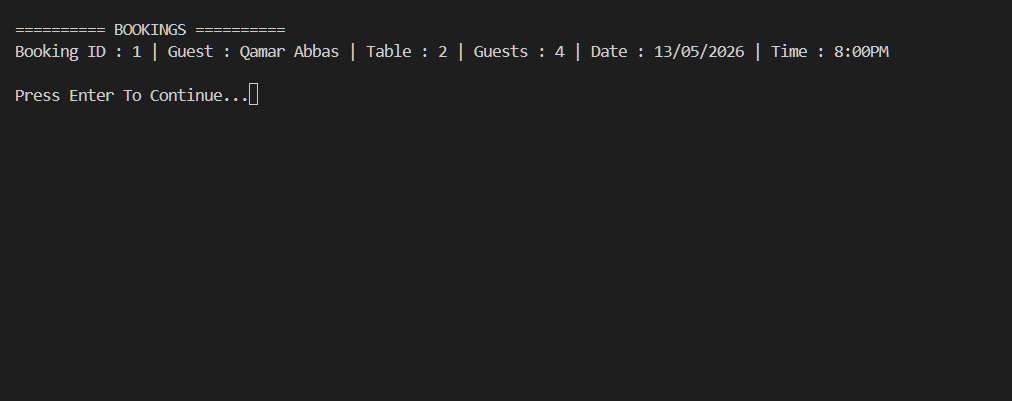 ========== BOOKINGS ==========
Booking ID : 1 | Guest : Qamar Abbas | Table : 2 | Guests : 4 | Date : 13/05/2026 | Time : 8:00PM
Press Enter To Continue...